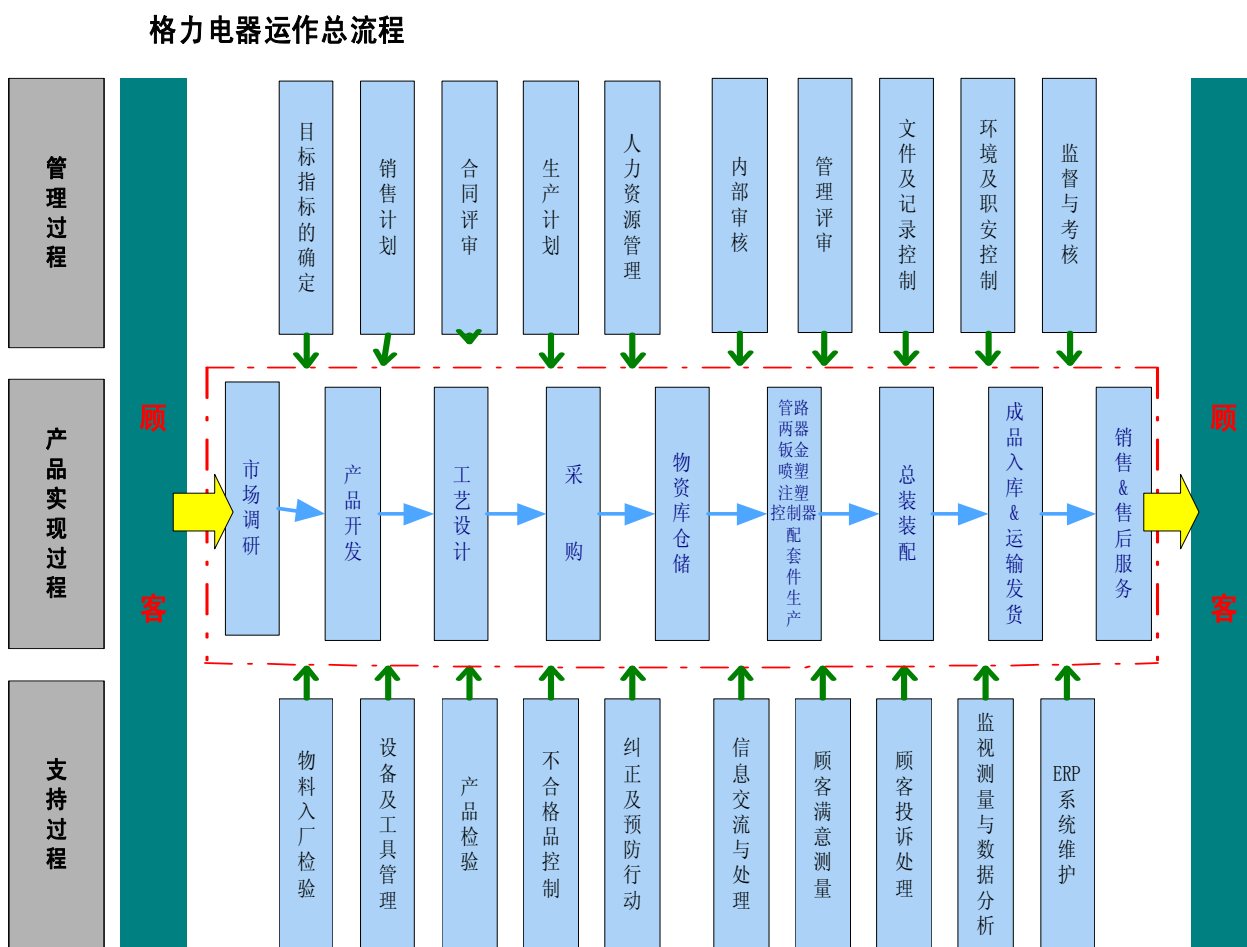 格力电器运作总流程
管理过程
顾客
目标指标的确定
销售计划
合同评审
生产计划
人力资源管理
内部审核
管理评审
文件及记录控制
环境及职安控制
监督与考核
顾客
产品实现过程
市场调研
产品开发
工艺设计
采购
物资库仓储
管路
两器
钣金
喷塑
注塑
控制器
配
套
件
生
产
总装装配
成品入库&运输发货
销售&售后服务
支持过程
物料入厂检验
设备及工具管理
产品检验
不合格品控制
纠正及预防行动
信息交流与处理
顾客满意测量
顾客投诉处理
监视测量与数据分析
ERP系统维护